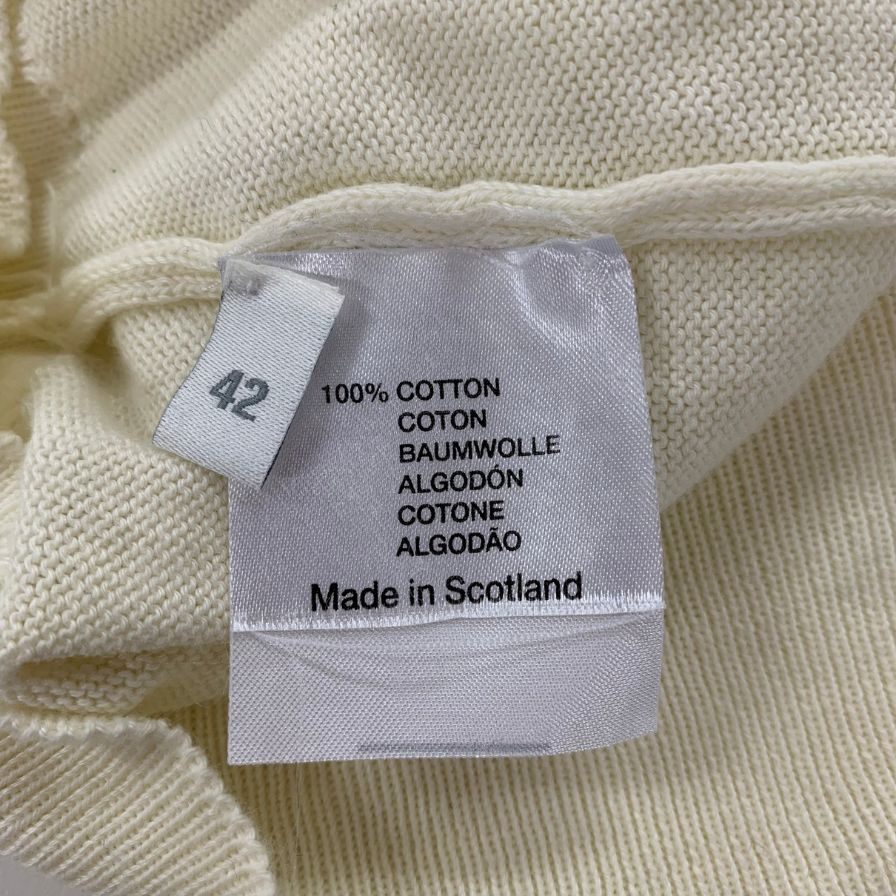 42
100% COTTON
COTON
BAUMWOLLE
ALGODÓN
COTONE
ALGODÃO
Made in Scotland